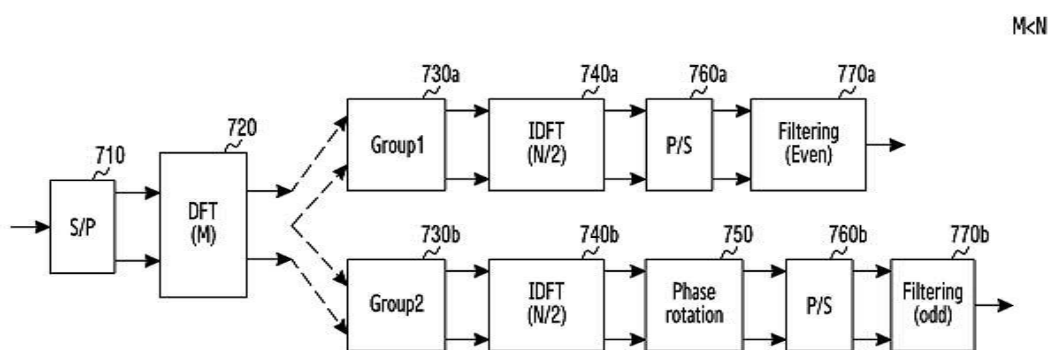 M<N
730a
740a
760a
770a
Group1
IDFT
(N/2)
P/S
Filtering
(Even)
710
720
S/P
DFT
(M)
730b
740b
750
760b
770b
Group2
IDFT
(N/2)
Phase
rotation
P/S
Filtering
(odd)